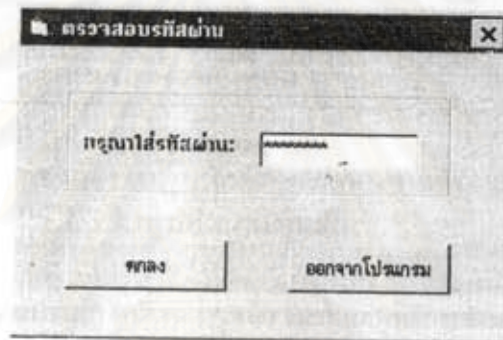 ตรวจสอบรหัสผ่าน
กรุณาใส่รหัสผ่าน: ********
ตกลง
ออกจากโปรแกรม